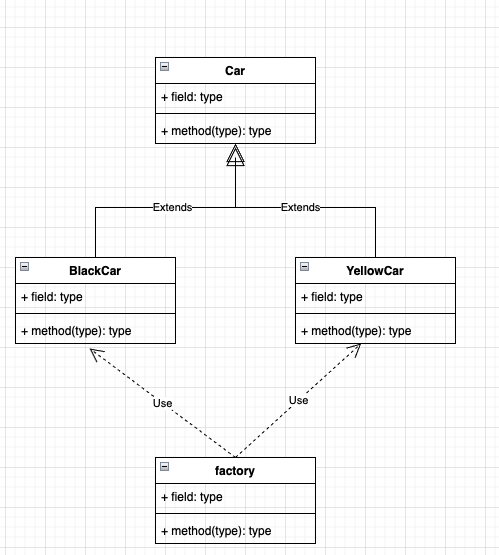 Car
+ field: type
+ method(type): type
Extends
Extends
BlackCar
+ field: type
+ method(type): type
YellowCar
+ field: type
+ method(type): type
Use
Use
factory
+ field: type
+ method(type): type